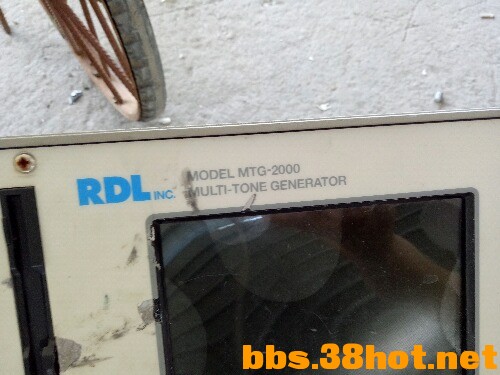 RDL INC.
MODEL MTG-2000
MULTI-TONE GENERATOR
bbs.38hot.net